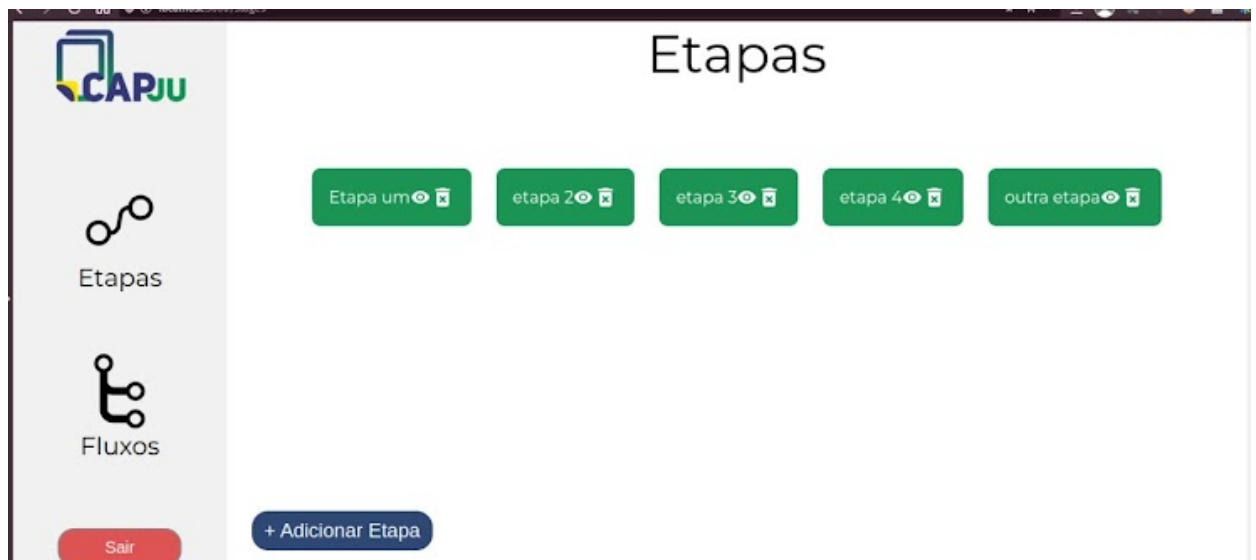 CAPJU
Etapas
Etapa um
etapa 2
etapa 3
etapa 4
outra etapa
Etapas
Fluxos
+ Adicionar Etapa
Sair